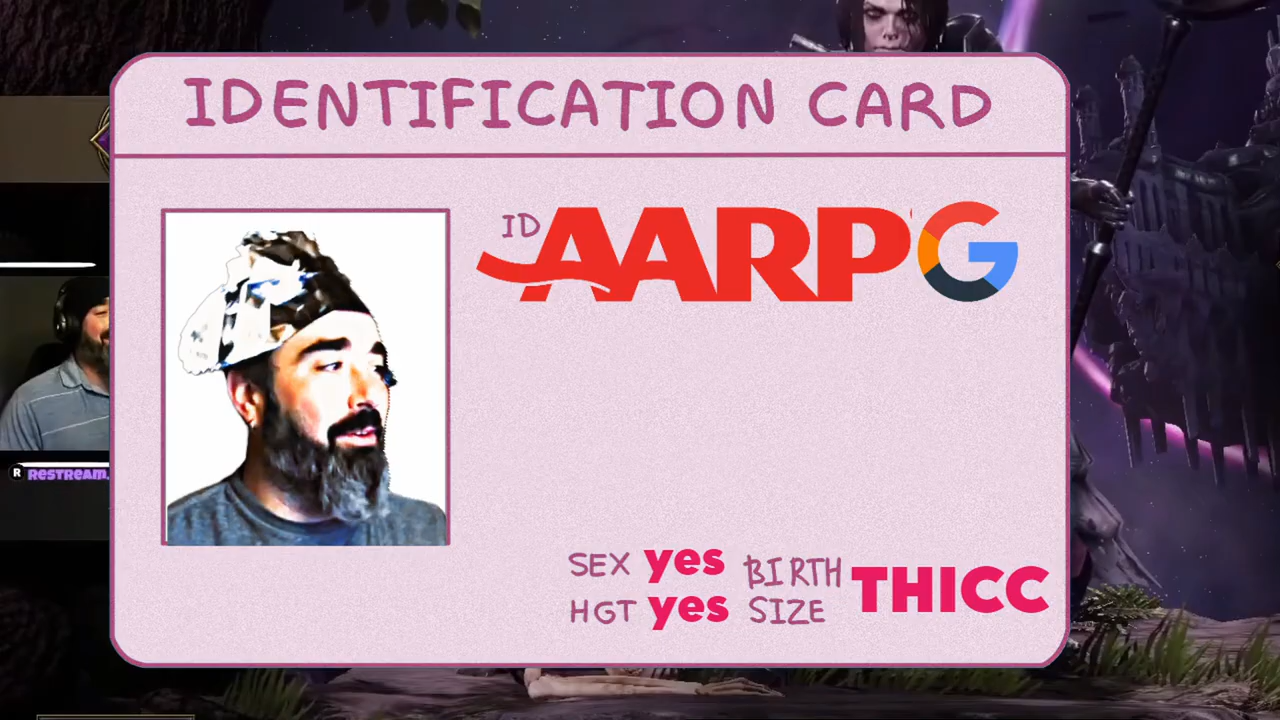 IDENTIFICATION CARD
ID AARP'G
SEX yes BIRTH THICC
HGT yes SIZE
R RESTREAM.